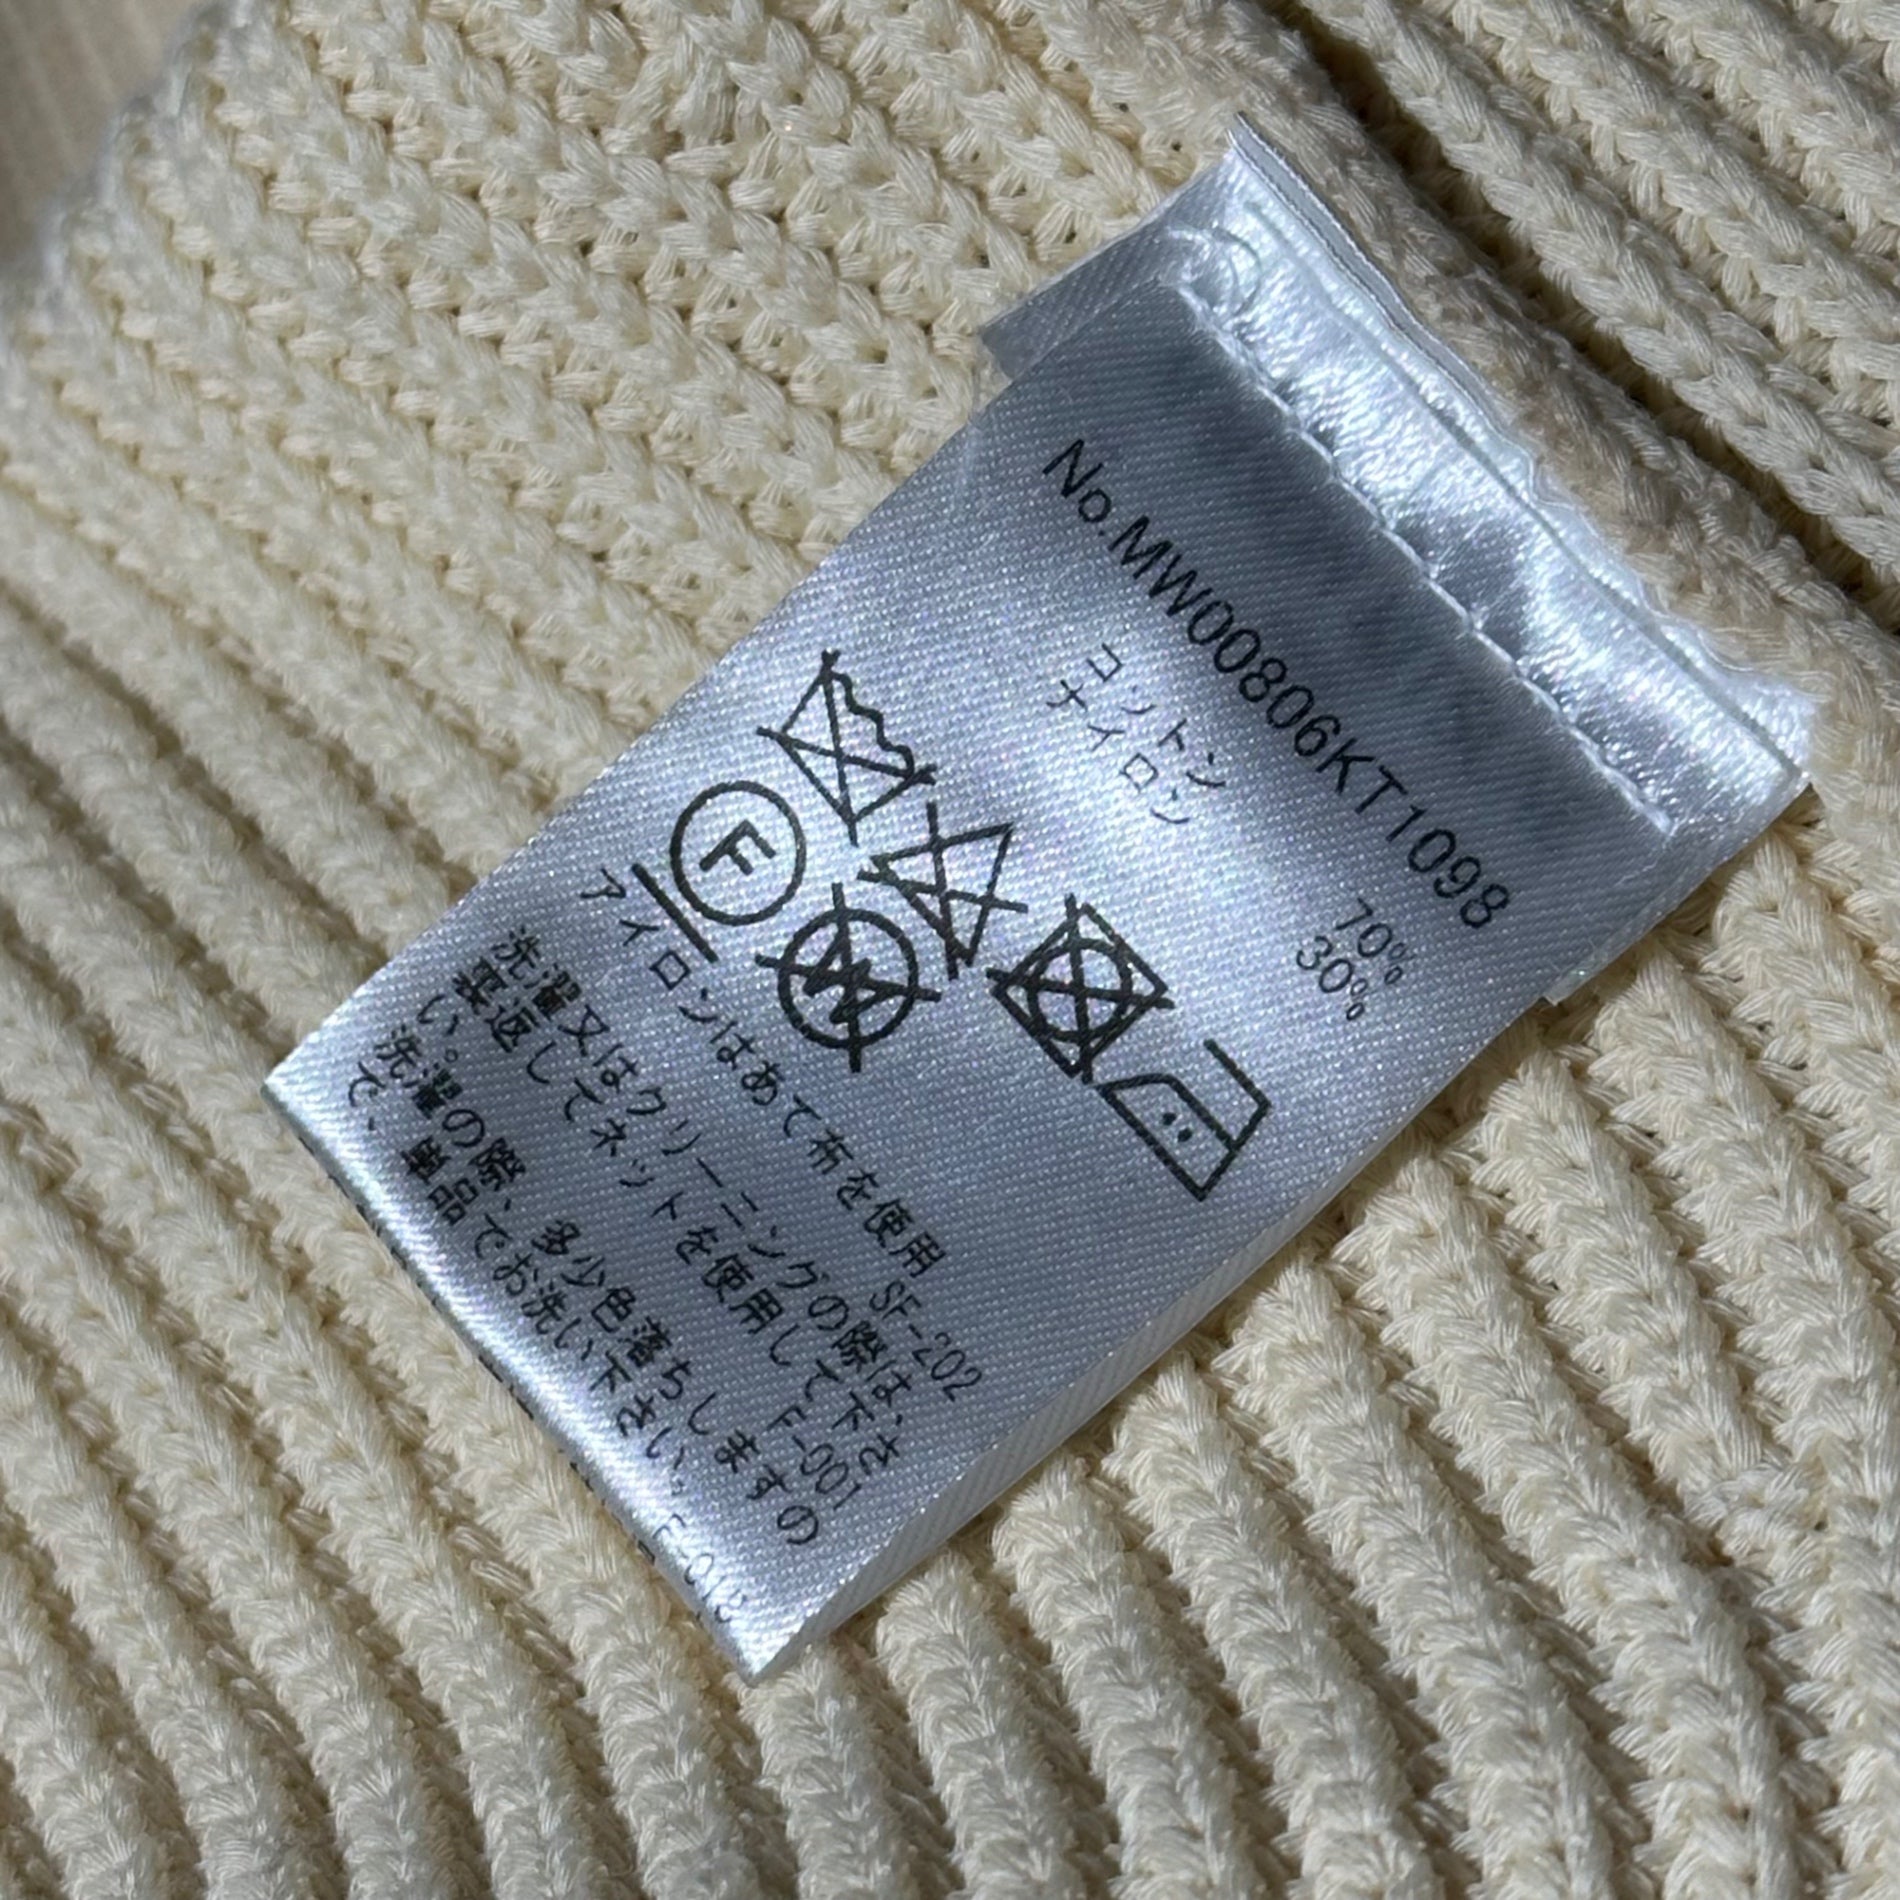 No.MW00806KT1098
コットン 70%
ナイロン 30%
F
W
アイロンはあて布を使用
SF-202
洗濯又はクリーニングの際は、
裏返してネットを使用して下さ
い。 F-001
洗濯の際、多少色落ちしますの
で、単品でお洗い下さい。